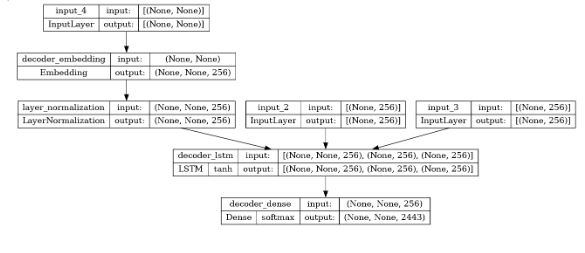 input_4 input: [(None, None)]
InputLayer output: [(None, None)]
decoder_embedding input: (None, None)
Embedding output: (None, None, 256)
layer_normalization input: (None, None, 256)
LayerNormalization output: (None, None, 256)
input_2 input: [(None, 256)]
InputLayer output: [(None, 256)]
input_3 input: [(None, 256)]
InputLayer output: [(None, 256)]
decoder_lstm input: [(None, None, 256), (None, 256), (None, 256)]
LSTM tanh output: [(None, None, 256), (None, 256), (None, 256)]
decoder_dense input: (None, None, 256)
Dense softmax output: (None, None, 2443)